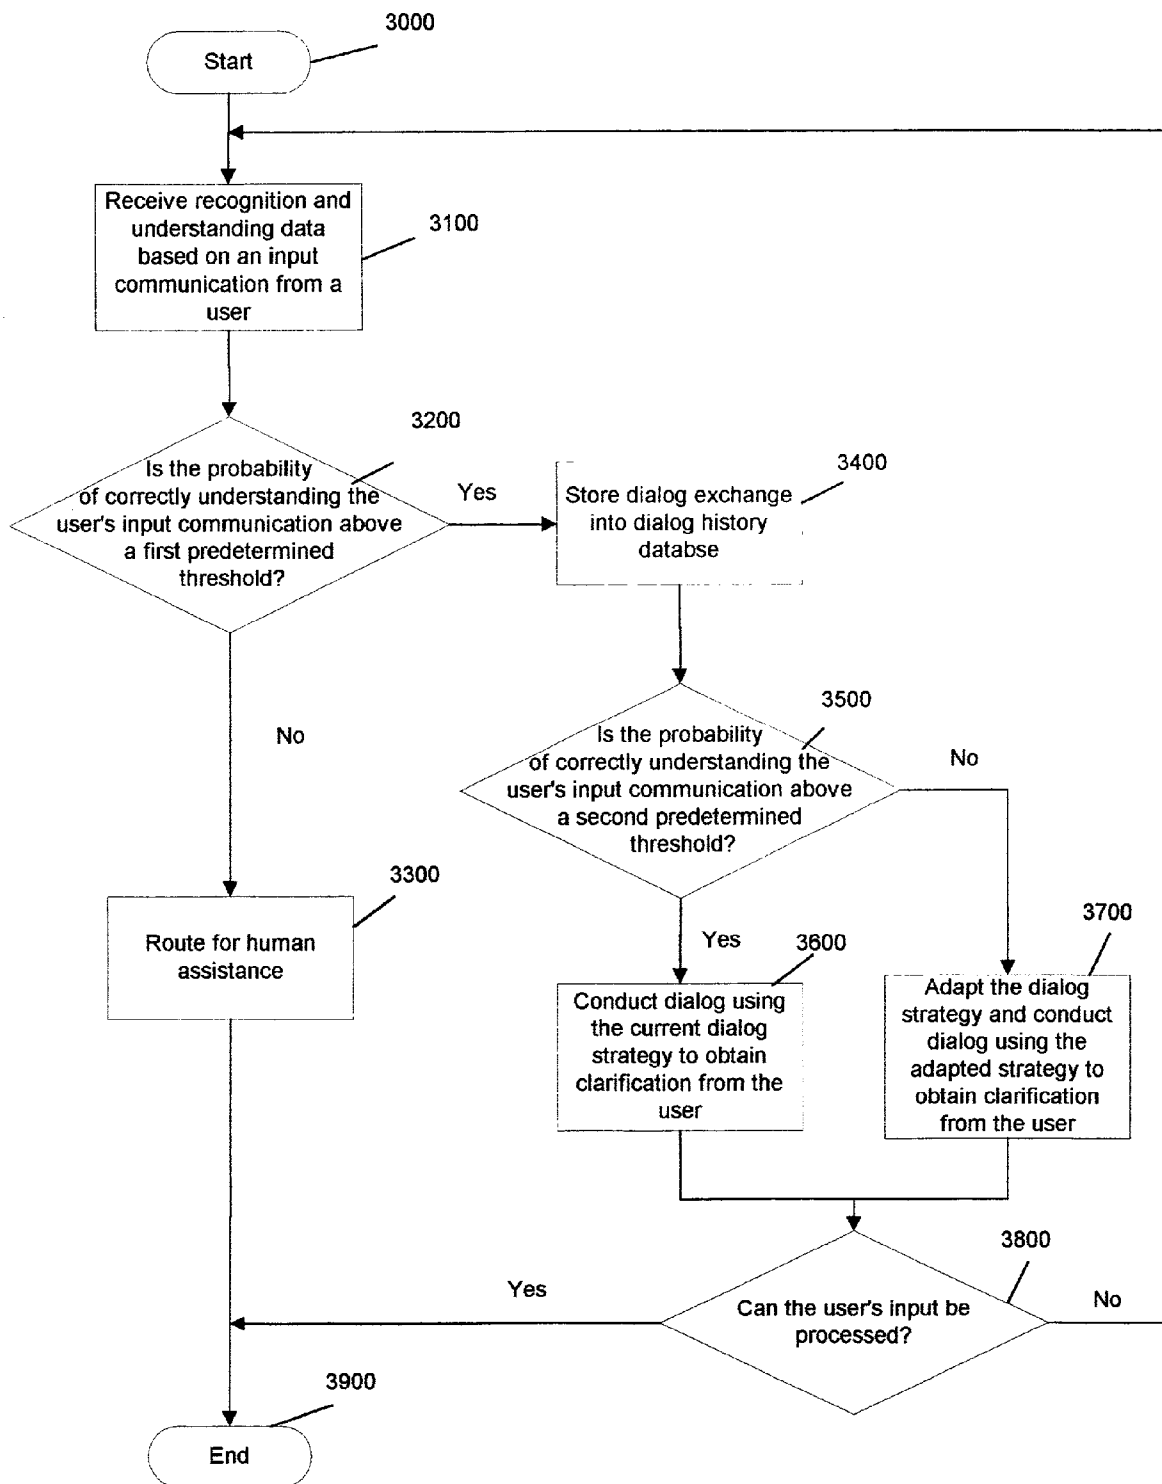 3000
Start
Receive recognition and
understanding data
based on an input
communication from a
user
3100
3200
Is the probability
of correctly understanding the
user's input communication above
a first predetermined
threshold?
Yes
3400
Store dialog exchange
into dialog history
databse
No
3500
Is the probability
of correctly understanding the
user's input communication above
a second predetermined
threshold?
No
3300
Route for human
assistance
Yes
3600
Conduct dialog using
the current dialog
strategy to obtain
clarification from the
user
3700
Adapt the dialog
strategy and conduct
dialog using the
adapted strategy to
obtain clarification
from the user
3800
Can the user's input be
processed?
Yes
No
3900
End